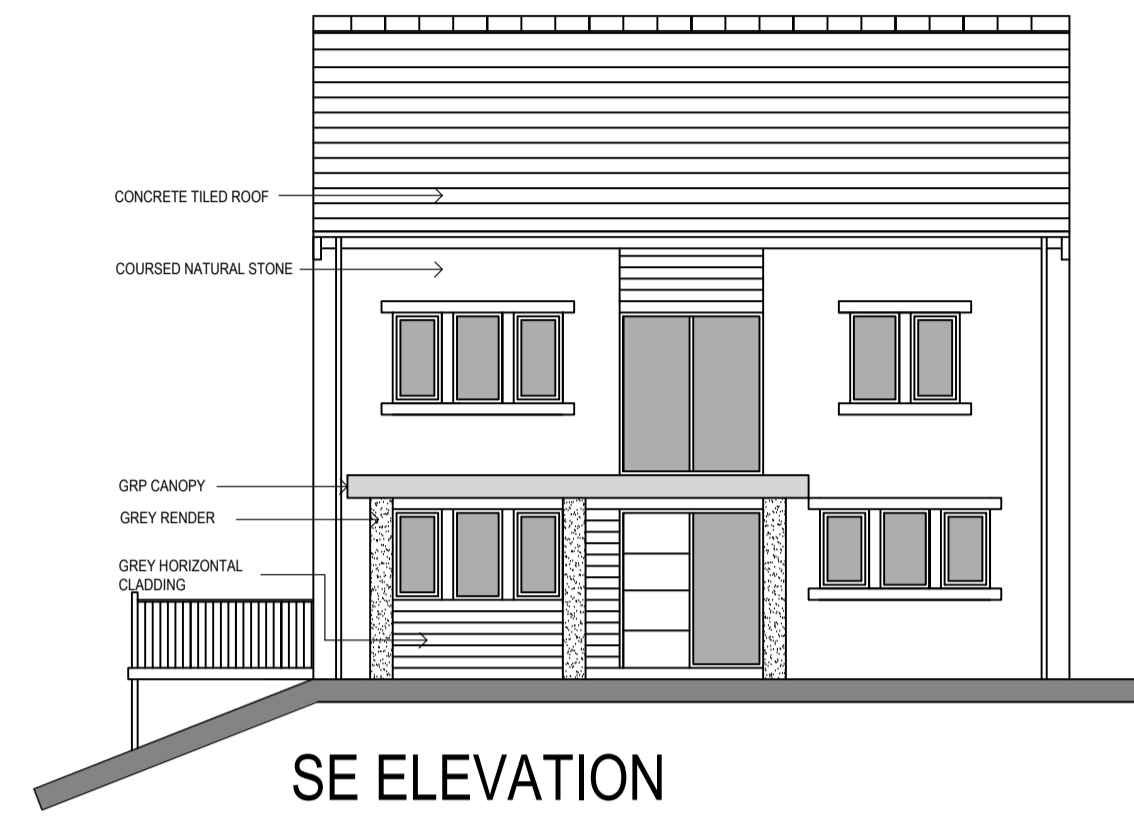 CONCRETE TILED ROOF
COURSED NATURAL STONE
GRP CANOPY
GREY RENDER
GREY HORIZONTAL
CLADDING
SE ELEVATION